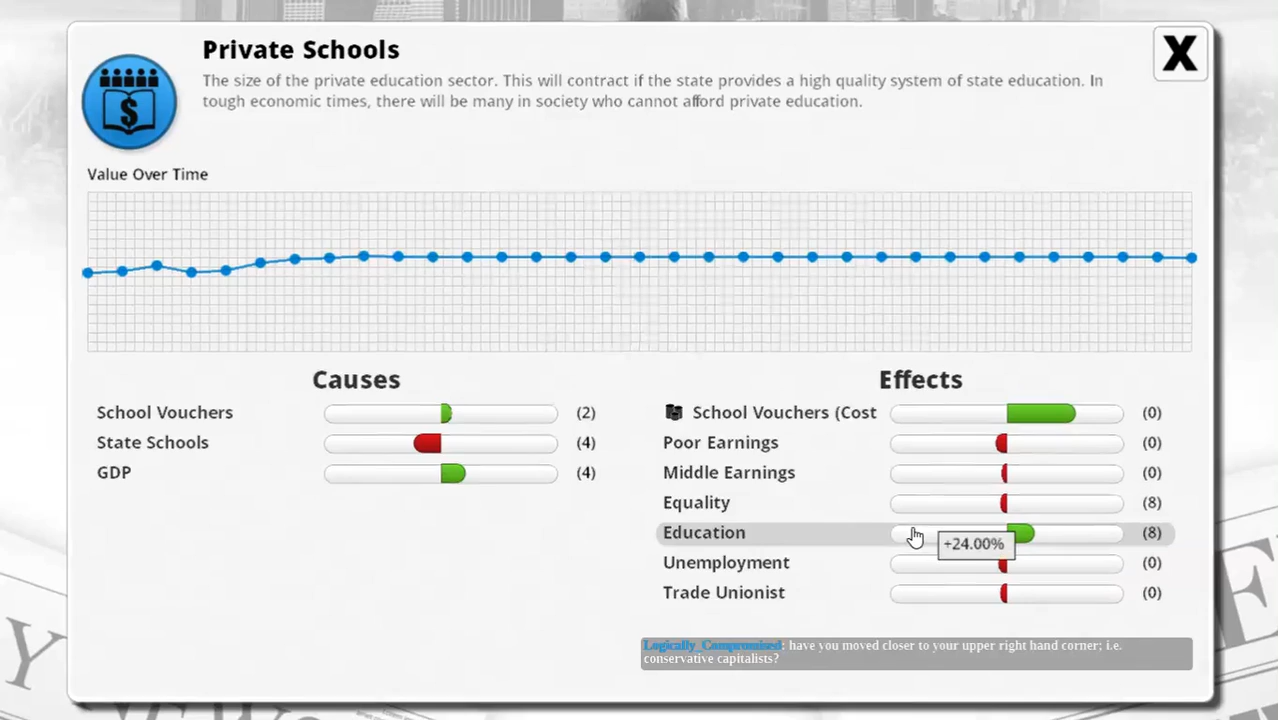 Private Schools
The size of the private education sector. This will contract if the state provides a high quality system of state education. In
tough economic times, there will be many in society who cannot afford private education.
X
$
Value Over Time
Causes
School Vouchers (2)
State Schools (4)
GDP (4)
Effects
School Vouchers (Cost (0)
Poor Earnings (0)
Middle Earnings (0)
Equality (8)
Education (8)
+24.00%
Unemployment (0)
Trade Unionist (0)
Logically_Compromised: have you moved closer to your upper right hand corner; i.e.
conservative capitalists?